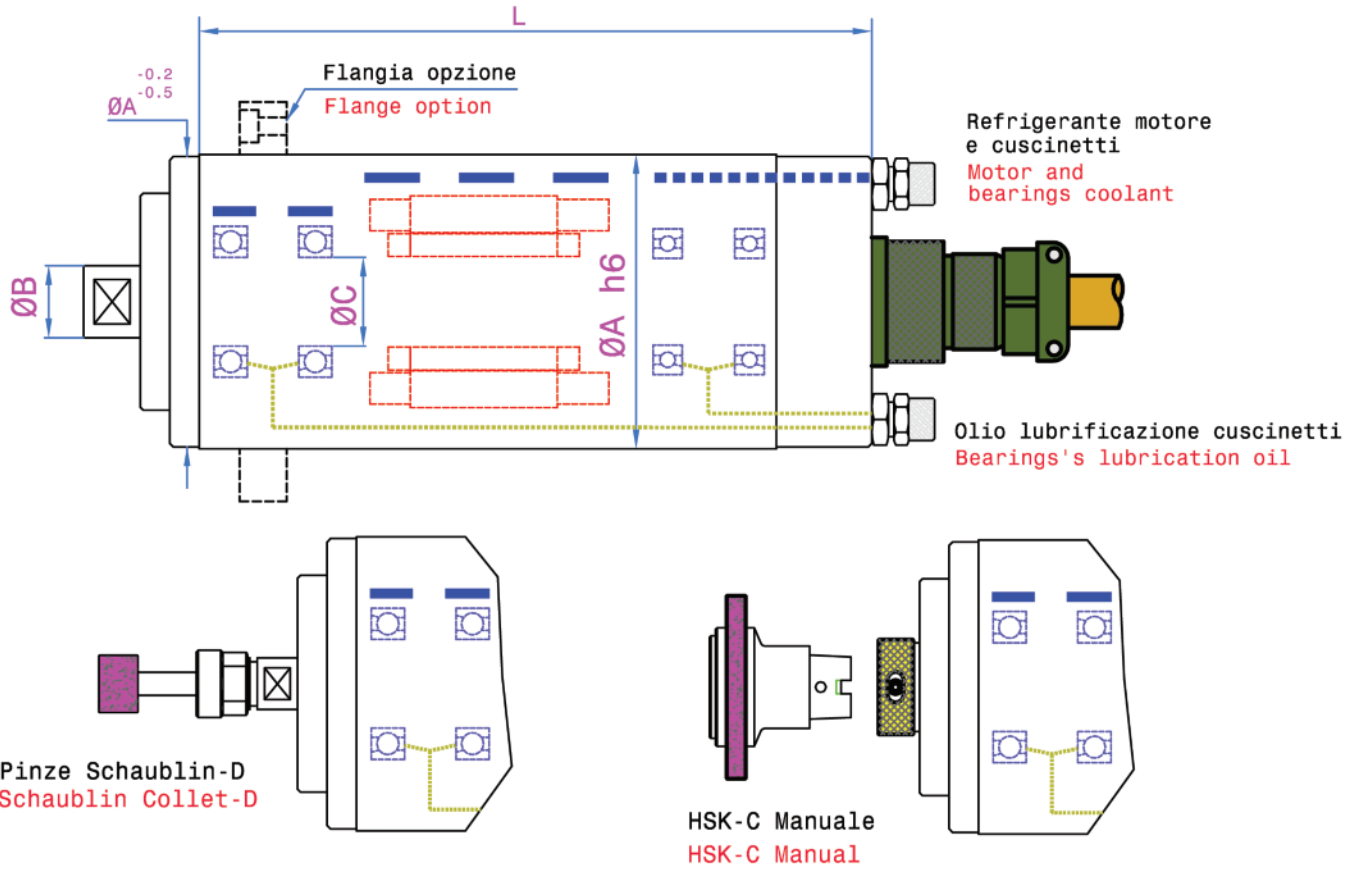 L
-0.2
ØA -0.5
Flangia opzione
Flange option
Refrigerante motore
e cuscinetti
Motor and
bearings coolant
ØB
ØC
ØA h6
Olio lubrificazione cuscinetti
Bearings's lubrication oil
Pinze Schaublin-D
Schaublin Collet-D
HSK-C Manuale
HSK-C Manual